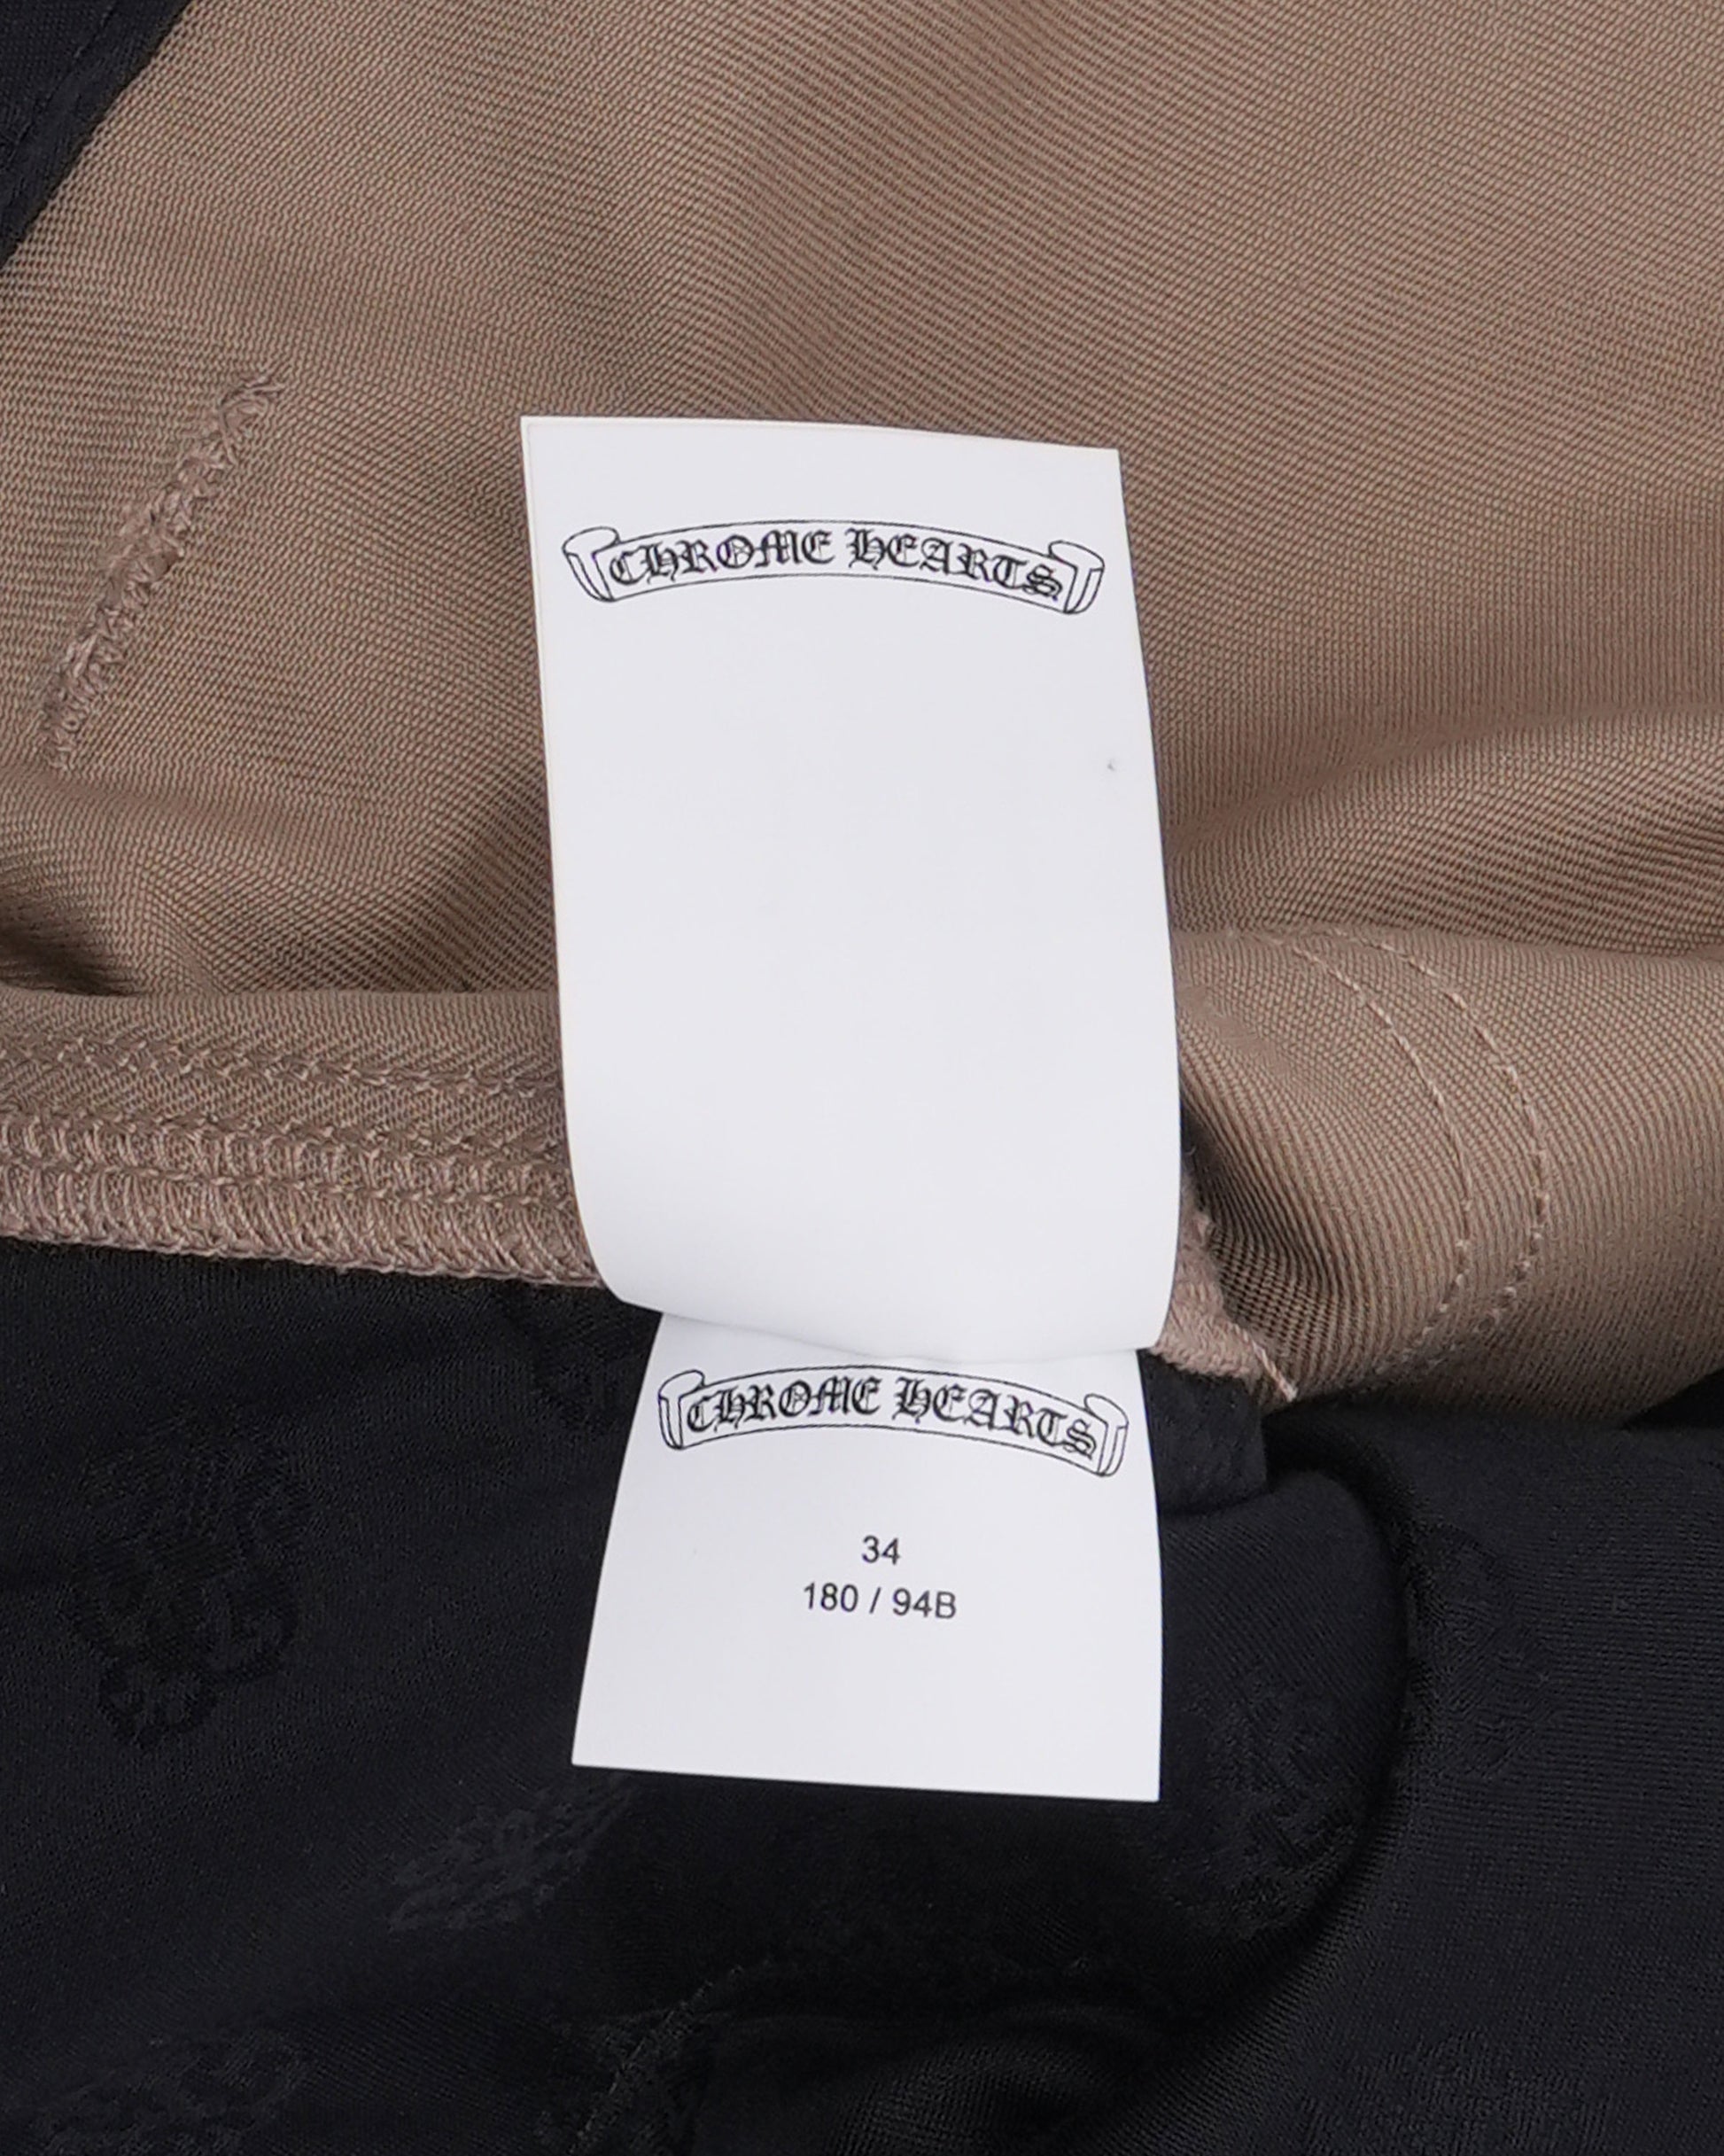 CHROME HEARTS
CHROME HEARTS
34
180 / 94B